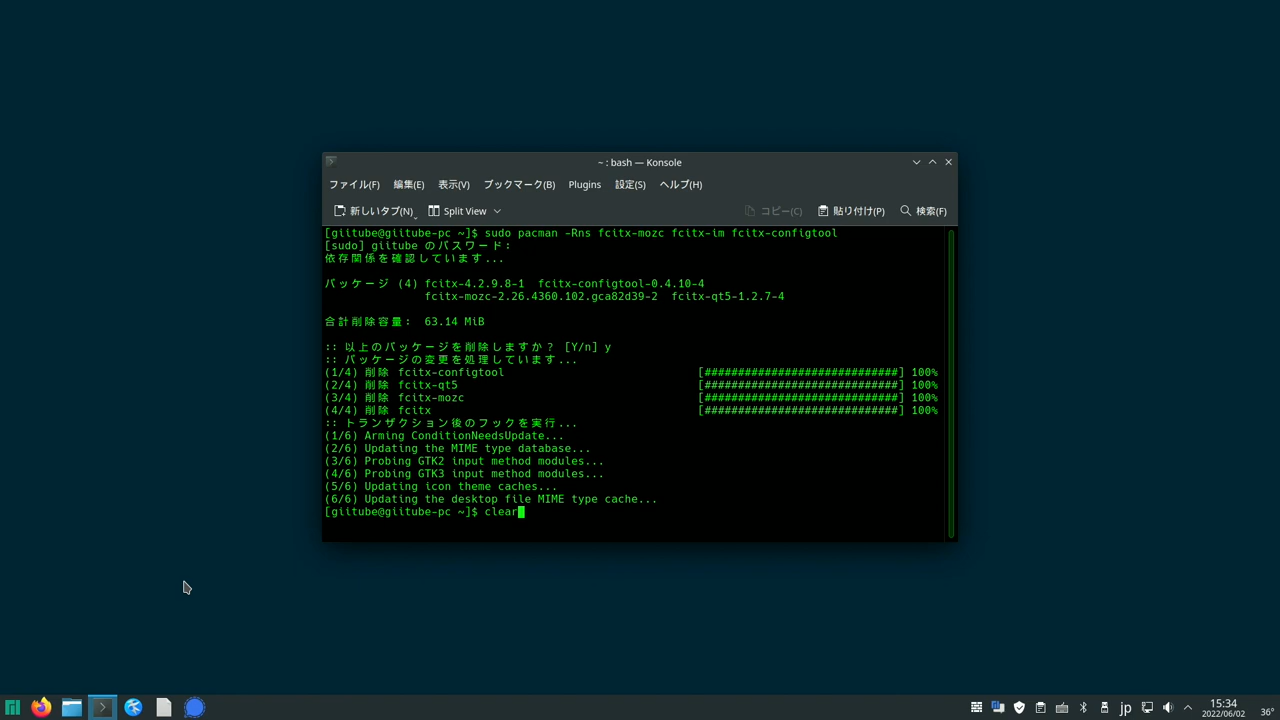 ~ : bash — Konsole
ファイル(F) 編集(E) 表示(V) ブックマーク(B) Plugins 設定(S) ヘルプ(H)
新しいタブ(N) Split View コピー(C) 貼り付け(P) 検索(F)
[giitube@giitube-pc ~]$ sudo pacman -Rns fcitx-mozc fcitx-im fcitx-configtool
[sudo] giitube のパスワード:
依存関係を確認しています...
パッケージ (4) fcitx-4.2.9.8-1 fcitx-configtool-0.4.10-4
fcitx-mozc-2.26.4360.102.gca82d39-2 fcitx-qt5-1.2.7-4
合計削除容量: 63.14 MiB
:: 以上のパッケージを削除しますか? [Y/n] y
:: パッケージの変更を処理しています...
(1/4) 削除 fcitx-configtool [#############################] 100%
(2/4) 削除 fcitx-qt5 [#############################] 100%
(3/4) 削除 fcitx-mozc [#############################] 100%
(4/4) 削除 fcitx [#############################] 100%
:: トランザクション後のフックを実行...
(1/6) Arming ConditionNeedsUpdate...
(2/6) Updating the MIME type database...
(3/6) Probing GTK2 input method modules...
(4/6) Probing GTK3 input method modules...
(5/6) Updating icon theme caches...
(6/6) Updating the desktop file MIME type cache...
[giitube@giitube-pc ~]$ clear
jp
15:34
2022/06/02
36°